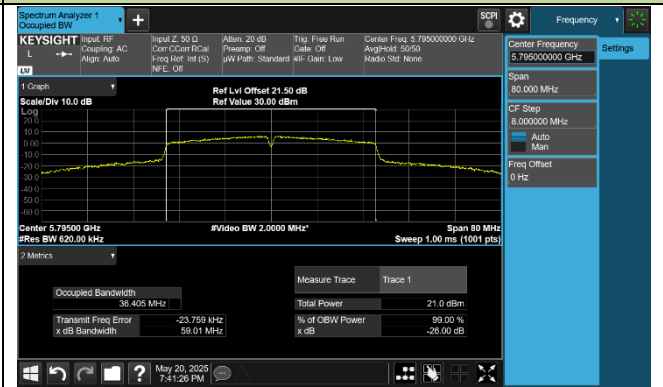 Spectrum Analyzer 1
Occupied BW
+
SCPI
Frequency
KEYSIGHT
L
LXI
Input: RF
Coupling: AC
Align: Auto
Input Z: 50 Ω
Corr CCorr RCal
Freq Ref: Int (S)
NFE: Off
Atten: 20 dB
Preamp: Off
µW Path: Standard
Trig: Free Run
Gate: Off
#IF Gain: Low
Center Freq: 5.795000000 GHz
Avg|Hold: 50/50
Radio Std: None
Center Frequency
5.795000000 GHz
Settings
Span
80.000 MHz
CF Step
8.000000 MHz
Auto
Man
Freq Offset
0 Hz
1 Graph
Scale/Div 10.0 dB
Ref Lvl Offset 21.50 dB
Ref Value 30.00 dBm
Log
20.0
10.0
0.00
-10.0
-20.0
-30.0
-40.0
-50.0
-60.0
Center 5.79500 GHz
#Video BW 2.0000 MHz*
Span 80 MHz
#Res BW 620.00 kHz
Sweep 1.00 ms (1001 pts)
2 Metrics
Measure Trace
Trace 1
Occupied Bandwidth
36.405 MHz
Total Power
21.0 dBm
Transmit Freq Error
-23.759 kHz
% of OBW Power
99.00 %
x dB Bandwidth
59.01 MHz
x dB
-26.00 dB
?
May 20, 2025
7:41:26 PM